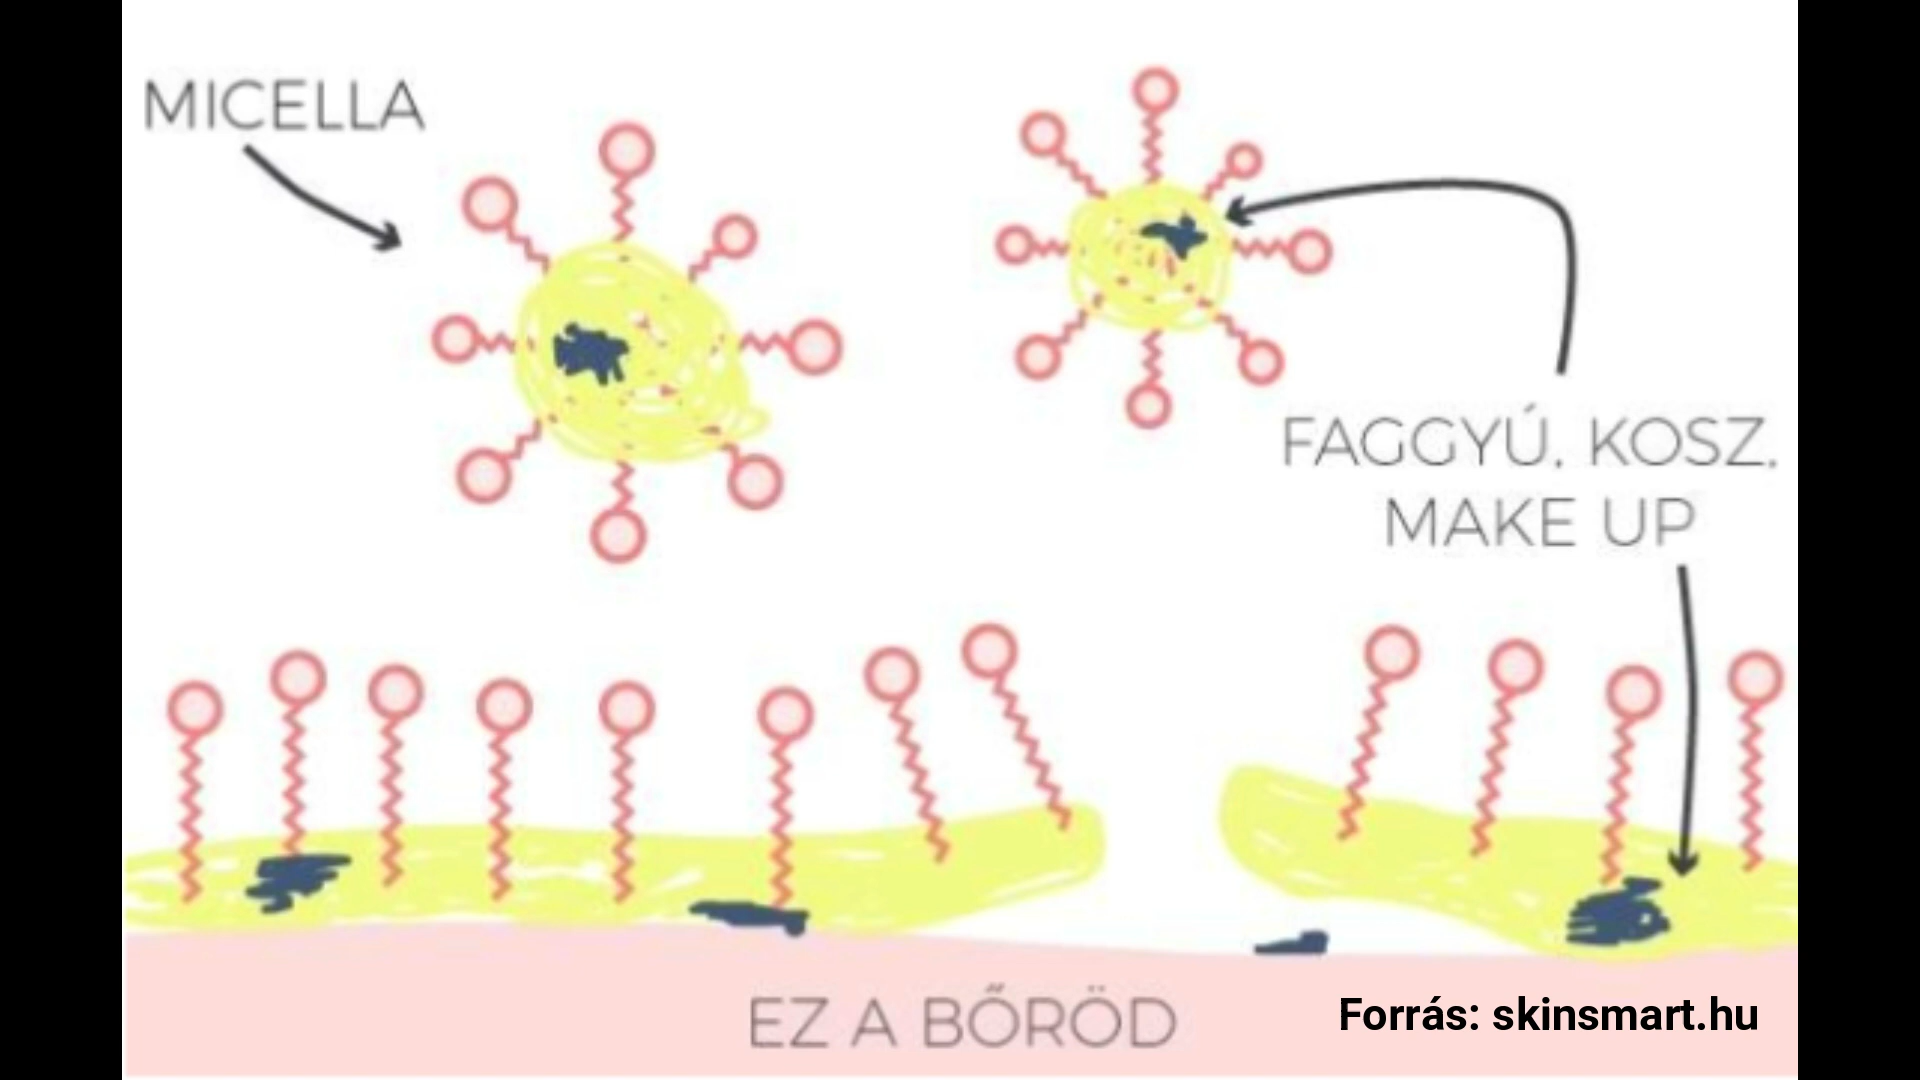 MICELLA
FAGGYÚ, KOSZ,
MAKE UP
EZ A BŐRÖD
Forrás: skinsmart.hu